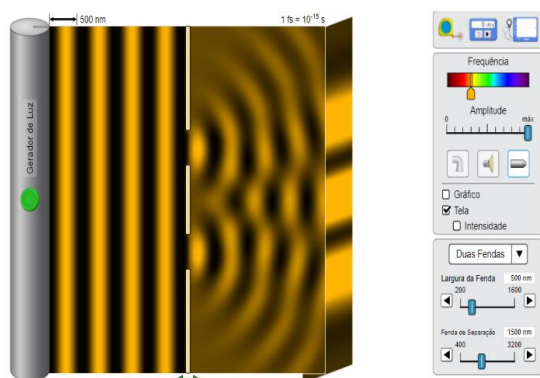 500 nm
1 fs = 10⁻¹⁵ s
Gerador de Luz
Frequência
Amplitude
0 máx
Gráfico
Tela
Intensidade
Duas Fendas
Largura da Fenda 500 nm
200 1600
Fenda de Separação 1500 nm
400 3200